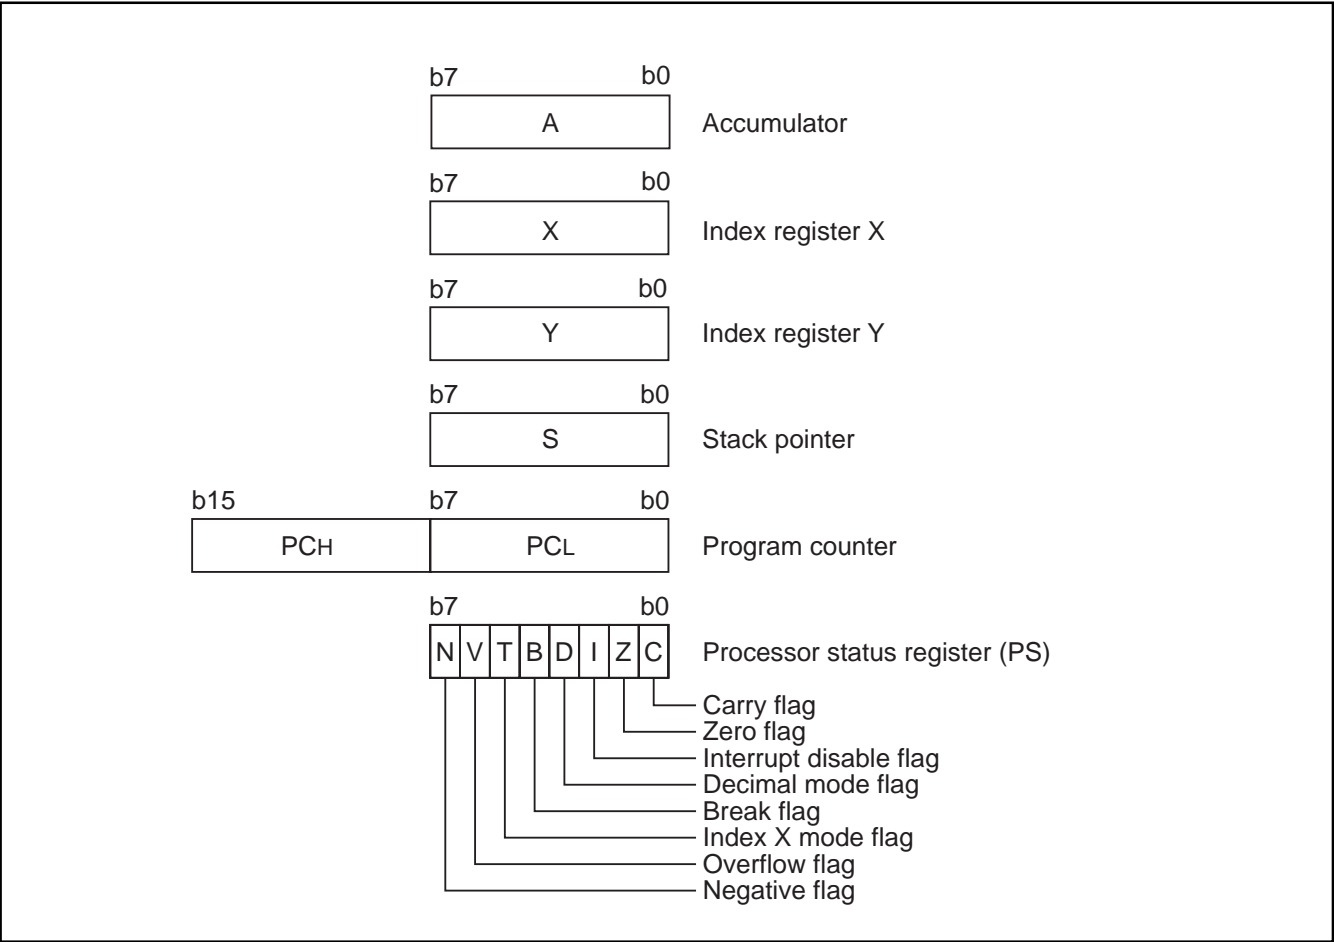 b7 b0
A Accumulator
b7 b0
X Index register X
b7 b0
Y Index register Y
b7 b0
S Stack pointer
b15 b7 b0
PCH PCL Program counter
b7 b0
N V T B D I Z C Processor status register (PS)
Carry flag
Zero flag
Interrupt disable flag
Decimal mode flag
Break flag
Index X mode flag
Overflow flag
Negative flag